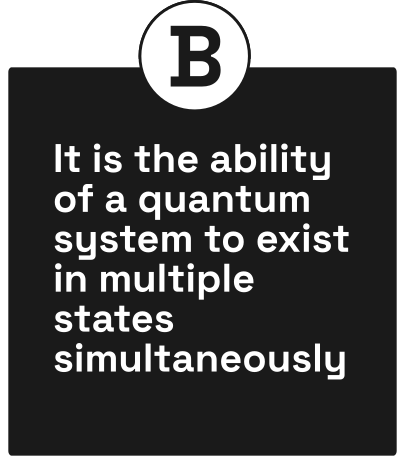 B
It is the ability
of a quantum
system to exist
in multiple
states
simultaneously